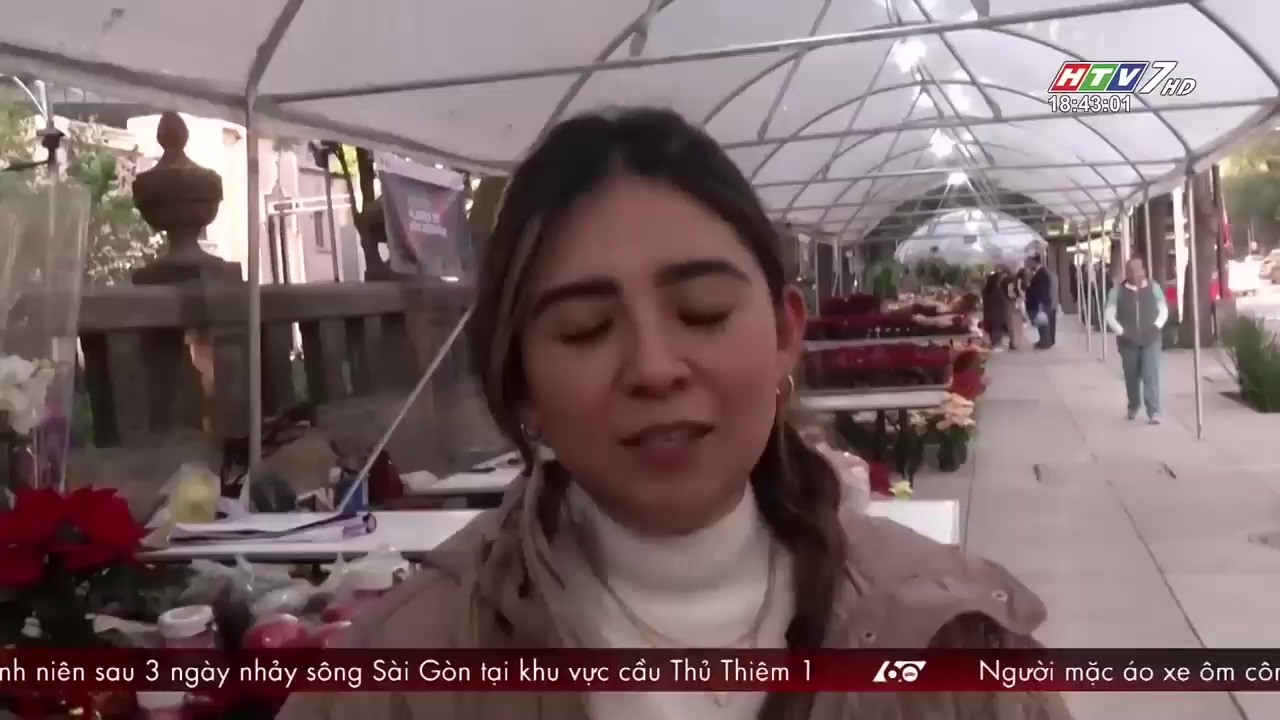 HTV7 HD
18:43:01
nh niên sau 3 ngày nhảy sông Sài Gòn tại khu vực cầu Thủ Thiêm 1 60 Người mặc áo xe ôm côn